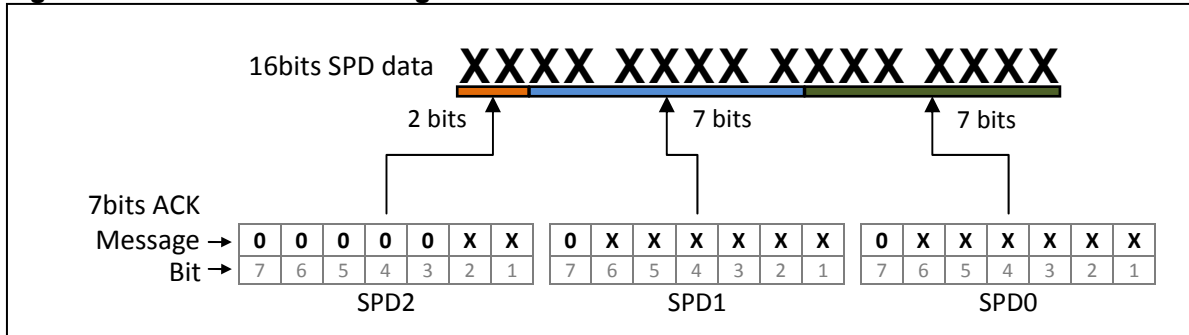 16bits SPD data XXXX XXXX XXXX XXXX
2 bits 7 bits 7 bits
7bits ACK
Message 0 0 0 0 0 X X 0 X X X X X X 0 X X X X X X
Bit 7 6 5 4 3 2 1 7 6 5 4 3 2 1 7 6 5 4 3 2 1
SPD2 SPD1 SPD0